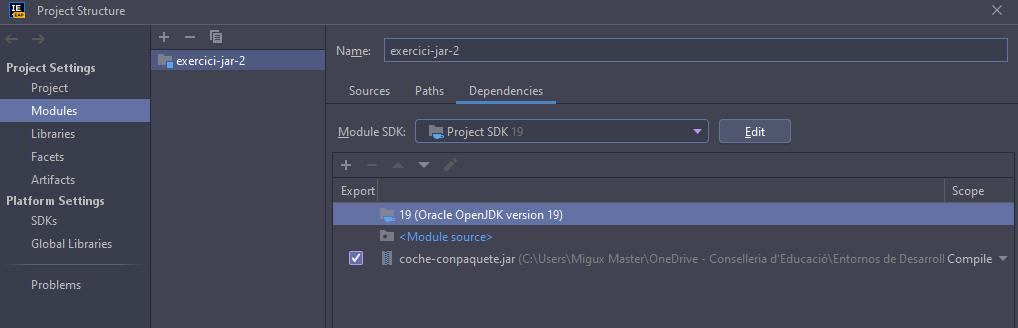 IE
EAP
Project Structure
Project Settings
Project
Modules
Libraries
Facets
Artifacts
Platform Settings
SDKs
Global Libraries
Problems
exercici-jar-2
Name: exercici-jar-2
Sources Paths Dependencies
Module SDK: Project SDK 19 Edit
Export Scope
19 (Oracle OpenJDK version 19)
<Module source>
coche-conpaquete.jar (C:\Users\Migux Master\OneDrive - Conselleria d'Educació\Entornos de Desarroll Compile